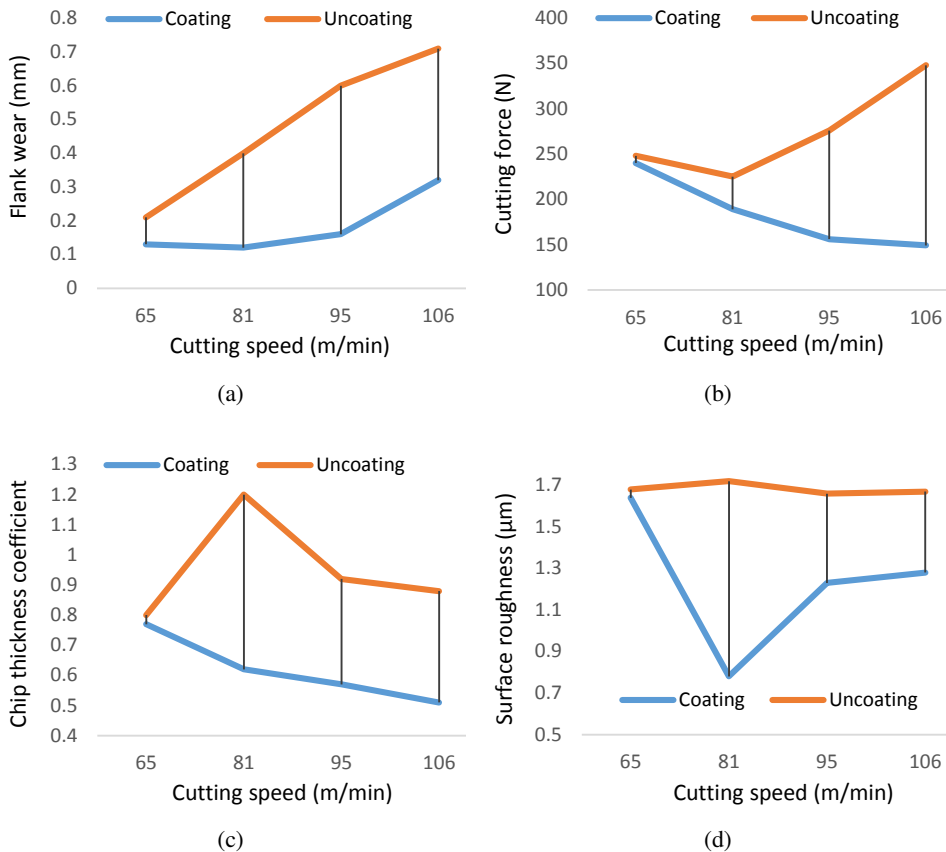 Coating Uncoating
Flank wear (mm)
0.8
0.7
0.6
0.5
0.4
0.3
0.2
0.1
0
65 81 95 106
Cutting speed (m/min)
(a)
Coating Uncoating
Cutting force (N)
400
350
300
250
200
150
100
65 81 95 106
Cutting speed (m/min)
(b)
Coating Uncoating
Chip thickness coefficient
1.3
1.2
1.1
1
0.9
0.8
0.7
0.6
0.5
0.4
65 81 95 106
Cutting speed (m/min)
(c)
Surface roughness (μm)
1.7
1.5
1.3
1.1
0.9
0.7
0.5
Coating Uncoating
65 81 95 106
Cutting speed (m/min)
(d)